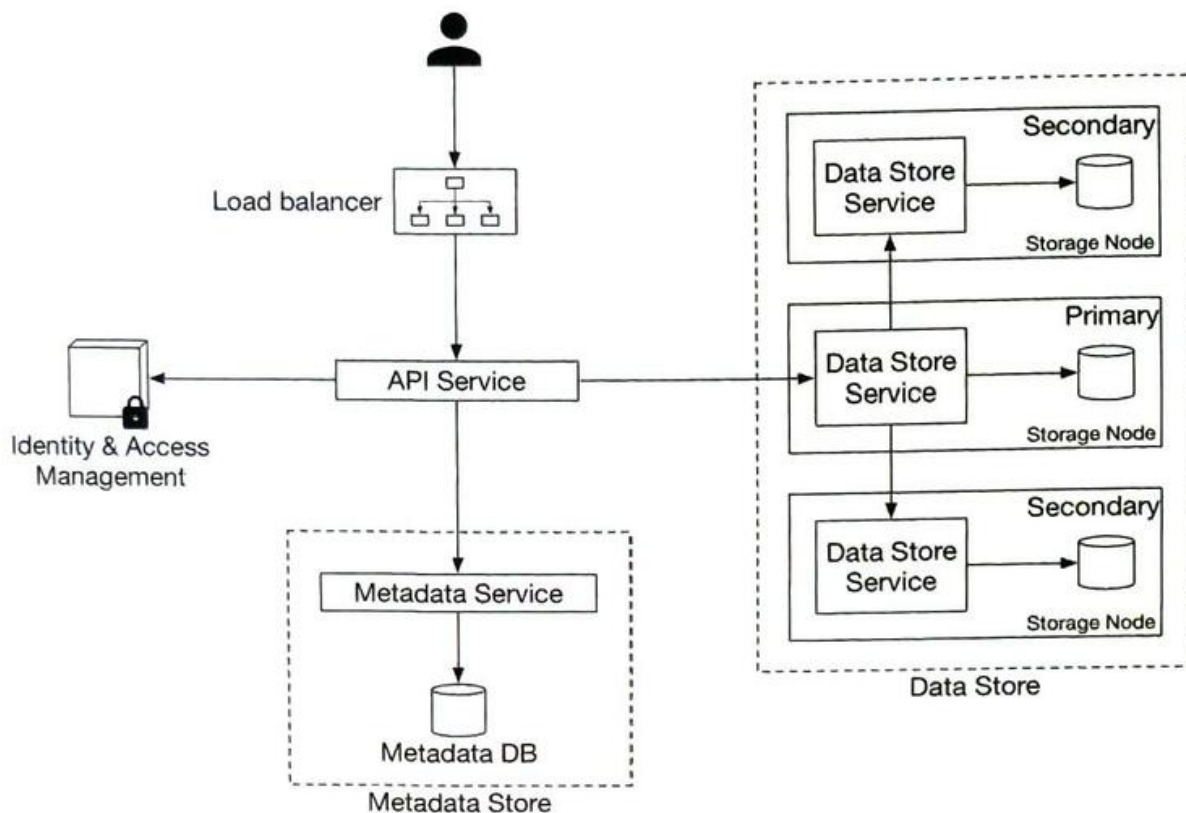 Load balancer
Secondary
Data Store
Service
Storage Node
Primary
API Service
Data Store
Service
Storage Node
Identity & Access
Management
Secondary
Data Store
Service
Storage Node
Metadata Service
Data Store
Metadata DB
Metadata Store